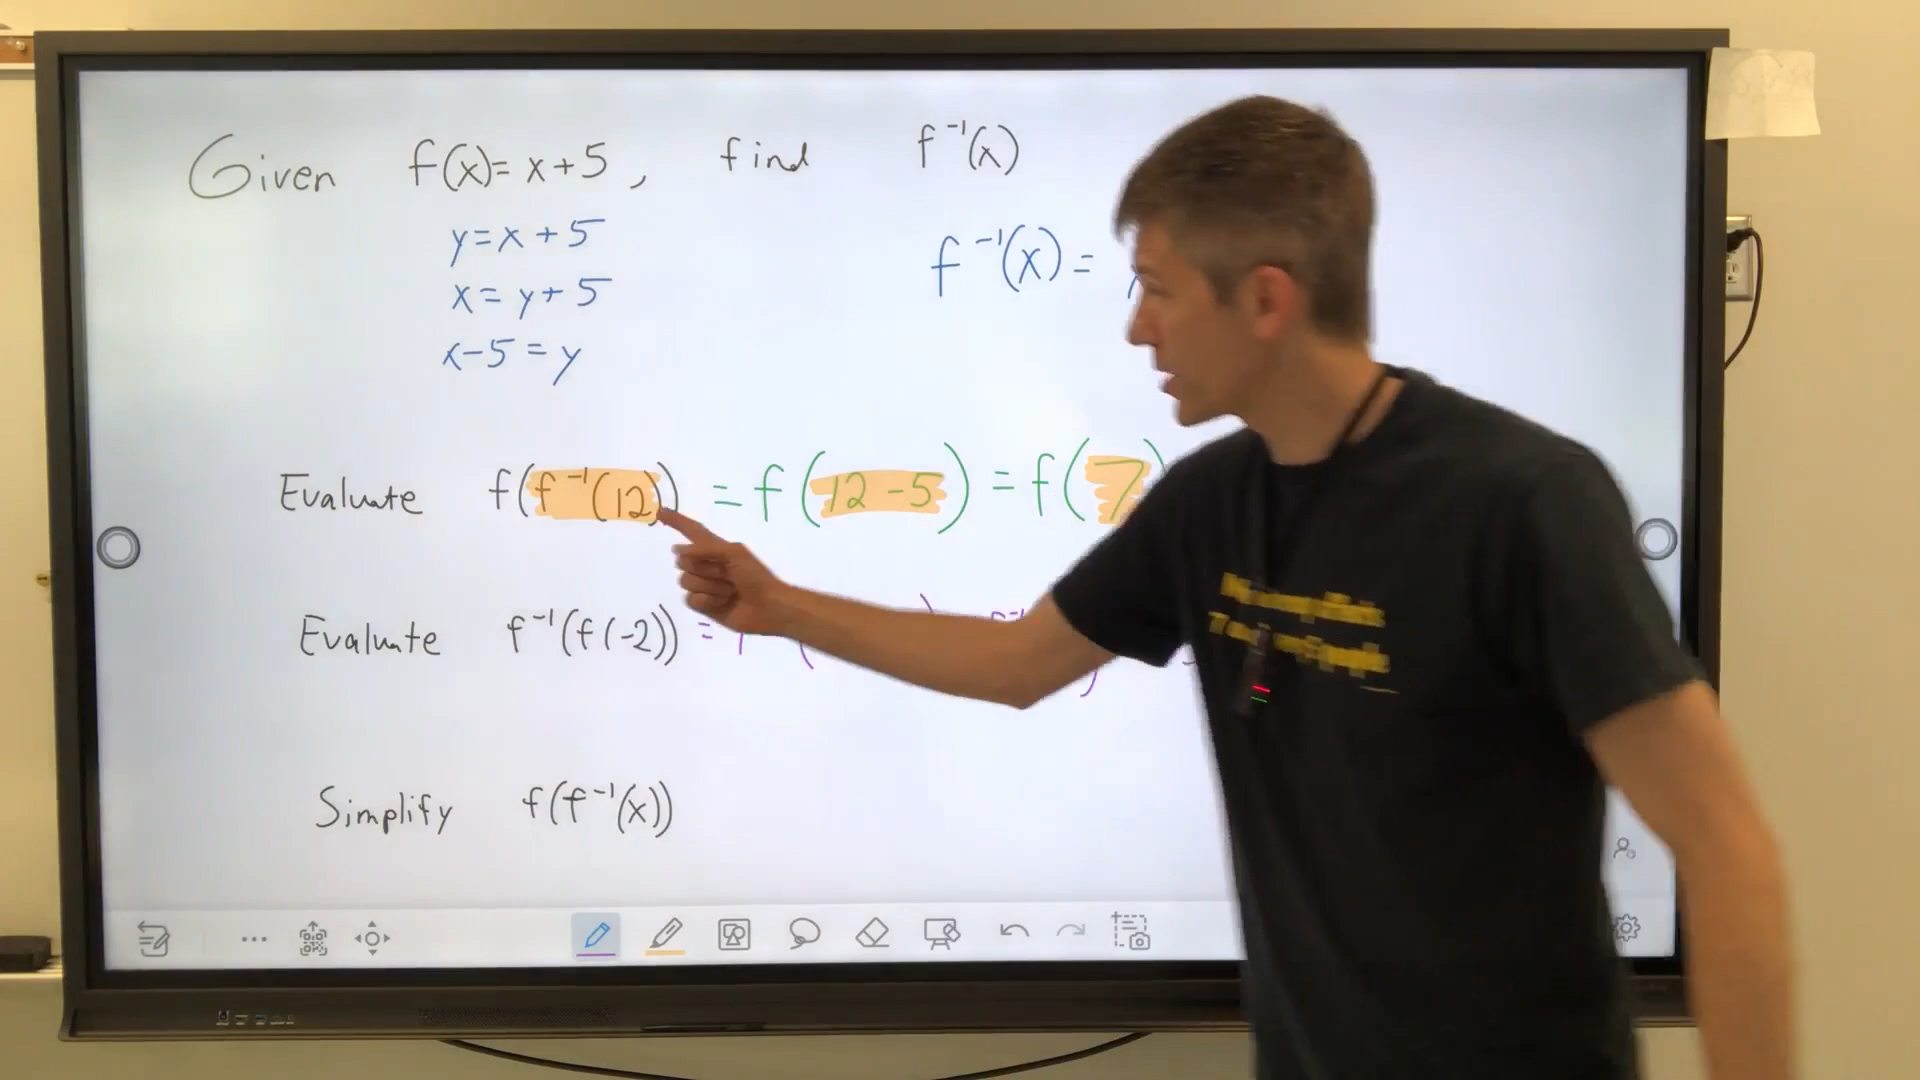 Given f(x)= x+5 , find f⁻¹(x)
y=x+5
f⁻¹(x)=
x=y+5
x-5=y
Evaluate f(f⁻¹(12)) = f(12-5) = f(7)
Evaluate f⁻¹(f(-2)) =
Simplify f(f⁻¹(x))